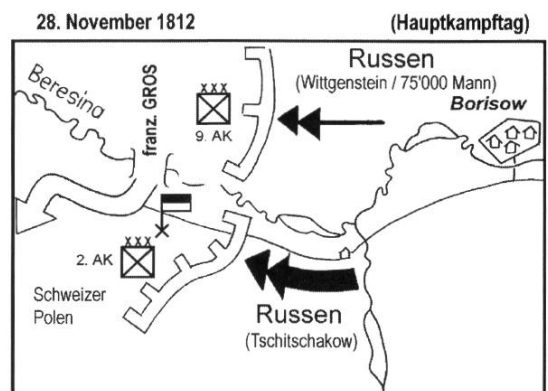 28. November 1812
(Hauptkampftag)
Beresina
franz. GROS
XXX
9. AK
Russen
(Wittgenstein / 75'000 Mann)
Borisow
XXX
2. AK
Schweizer
Polen
Russen
(Tschitschakow)